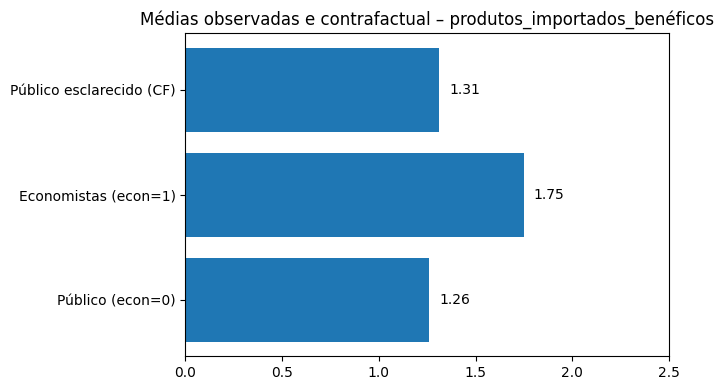 Médias observadas e contrafactual – produtos_importados_benéficos
Público esclarecido (CF)
1.31
Economistas (econ=1)
1.75
Público (econ=0)
1.26
0.0 0.5 1.0 1.5 2.0 2.5